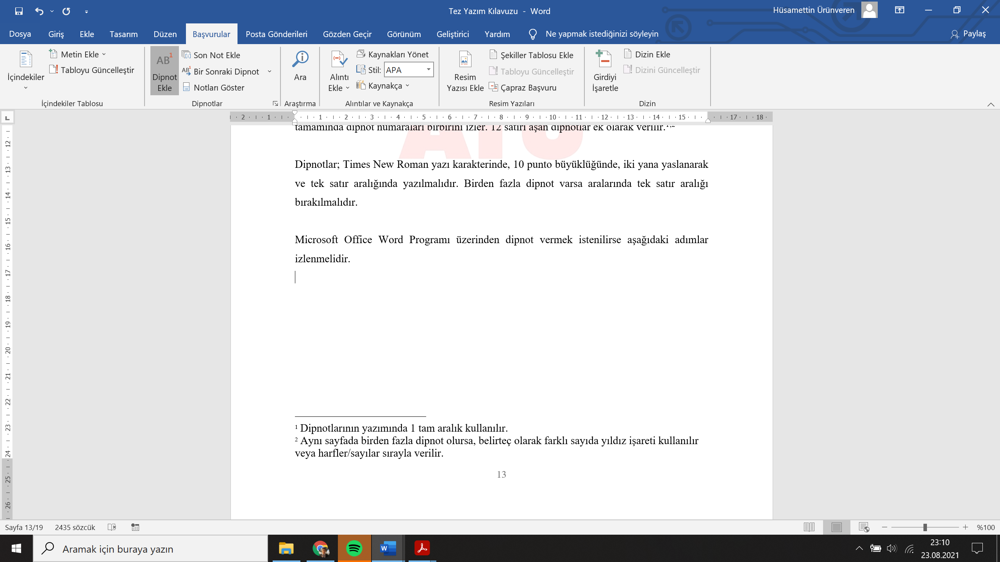 Tez Yazım Kılavuzu - Word
Hüsamettin Ürünveren
Dosya Giriş Ekle Tasarım Düzen Başvurular Posta Gönderileri Gözden Geçir Görünüm Geliştirici Yardım Ne yapmak istediğinizi söyleyin Paylaş
İçindekiler
Metin Ekle
Tabloyu Güncelleştir
İçindekiler Tablosu
AB1
Dipnot
Ekle
Son Not Ekle
Bir Sonraki Dipnot
Notları Göster
Dipnotlar
Ara
Araştırma
Alıntı
Ekle
Kaynakları Yönet
Stil: APA
Kaynakça
Alıntılar ve Kaynakça
Resim
Yazısı Ekle
Şekiller Tablosu Ekle
Tabloyu Güncelleştir
Çapraz Başvuru
Resim Yazıları
Girdiyi
İşaretle
Dizin Ekle
Dizini Güncelleştir
Dizin
2 1 1 2 3 4 5 6 7 8 9 10 11 12 13 14 15 17 18
12
13
14
15
16
17
18
19
20
21
22
23
24
25
26
tamamında dipnot numaraları birbirini izler. 12 satırı aşan dipnotlar ek olarak verilir.1,2
Dipnotlar; Times New Roman yazı karakterinde, 10 punto büyüklüğünde, iki yana yaslanarak
ve tek satır aralığında yazılmalıdır. Birden fazla dipnot varsa aralarında tek satır aralığı
bırakılmalıdır.
Microsoft Office Word Programı üzerinden dipnot vermek istenilirse aşağıdaki adımlar
izlenmelidir.
1 Dipnotlarının yazımında 1 tam aralık kullanılır.
2 Aynı sayfada birden fazla dipnot olursa, belirteç olarak farklı sayıda yıldız işareti kullanılır
veya harfler/sayılar sırayla verilir.
13
Sayfa 13/19 2435 sözcük %100
Aramak için buraya yazın
23:10
23.08.2021